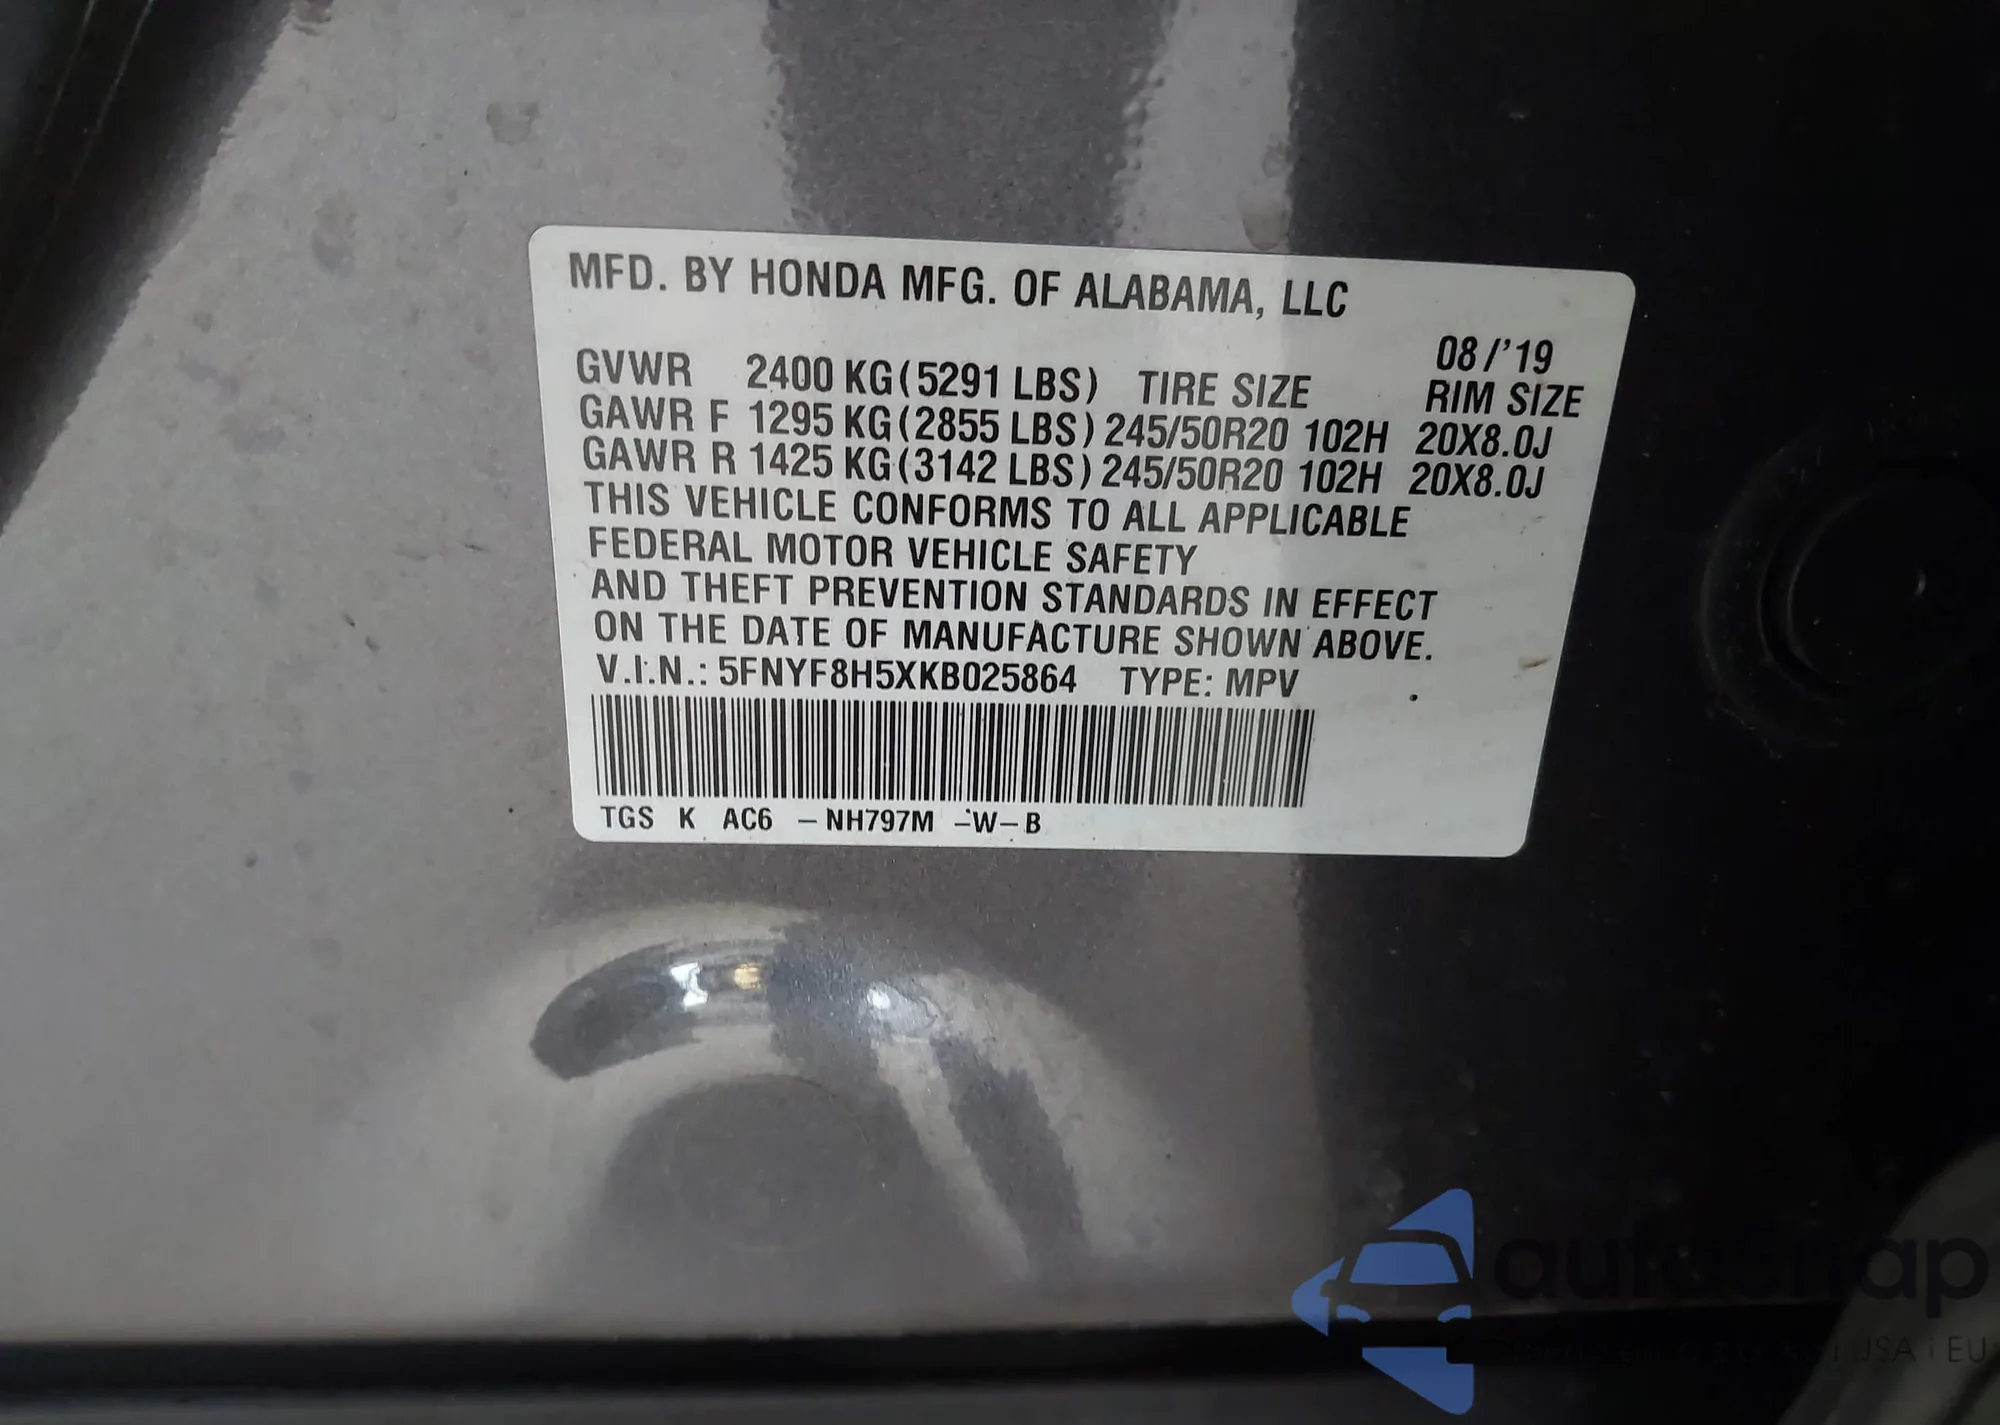 MFD. BY HONDA MFG. OF ALABAMA, LLC
08/'19
GVWR 2400 KG(5291 LBS) TIRE SIZE RIM SIZE
GAWR F 1295 KG(2855 LBS) 245/50R20 102H 20X8.0J
GAWR R 1425 KG(3142 LBS) 245/50R20 102H 20X8.0J
THIS VEHICLE CONFORMS TO ALL APPLICABLE
FEDERAL MOTOR VEHICLE SAFETY
AND THEFT PREVENTION STANDARDS IN EFFECT
ON THE DATE OF MANUFACTURE SHOWN ABOVE.
V.I.N.: 5FNYF8H5XKB025864 TYPE: MPV
TGS K AC6 -NH797M -W-B
autosnap
USA | EU